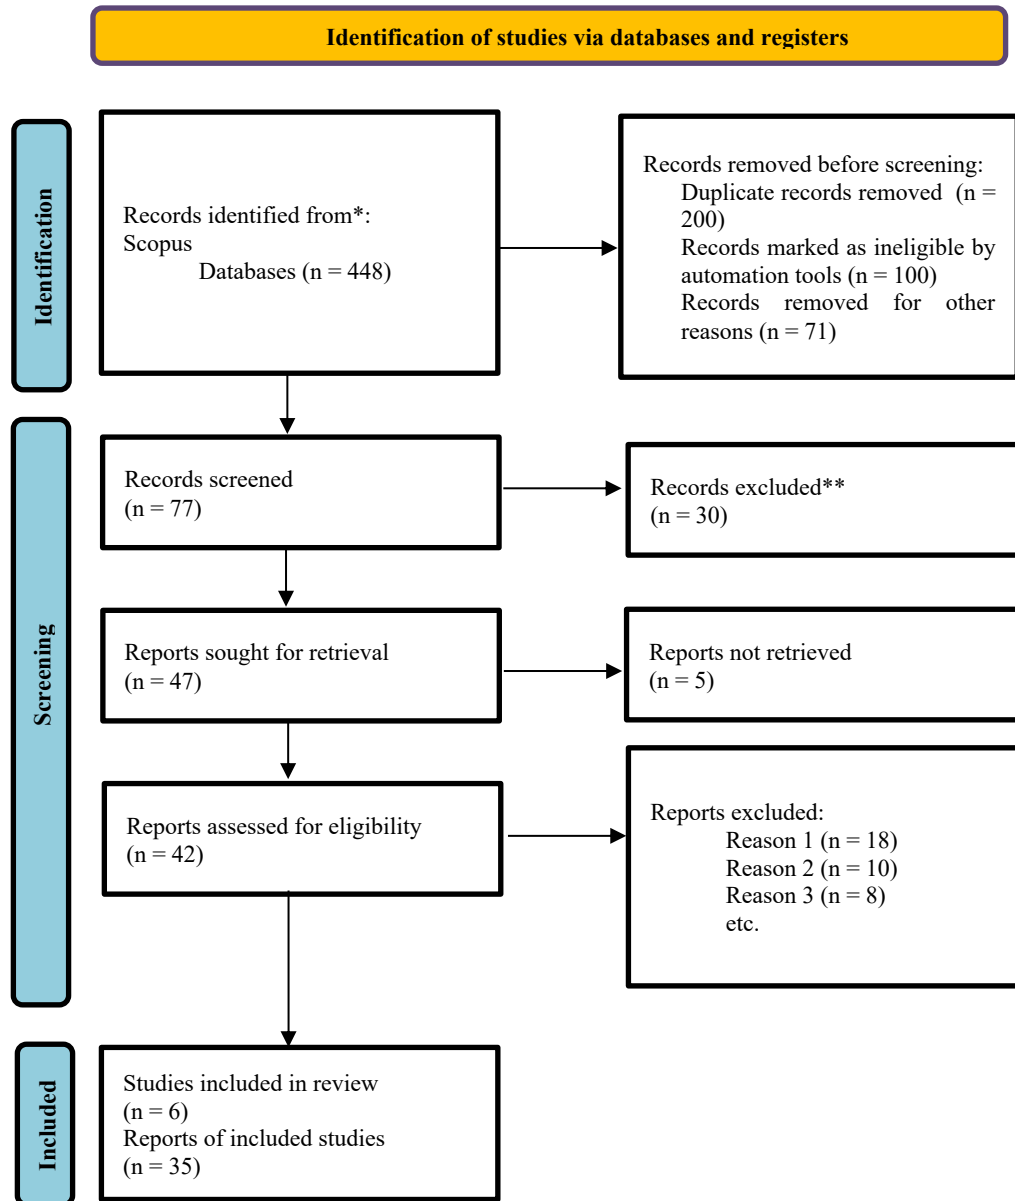 Identification of studies via databases and registers
Identification
Records identified from*:
Scopus
Databases (n = 448)
Records removed before screening:
Duplicate records removed (n =
200)
Records marked as ineligible by
automation tools (n = 100)
Records removed for other
reasons (n = 71)
Screening
Records screened
(n = 77)
Records excluded**
(n = 30)
Reports sought for retrieval
(n = 47)
Reports not retrieved
(n = 5)
Reports assessed for eligibility
(n = 42)
Reports excluded:
Reason 1 (n = 18)
Reason 2 (n = 10)
Reason 3 (n = 8)
etc.
Included
Studies included in review
(n = 6)
Reports of included studies
(n = 35)